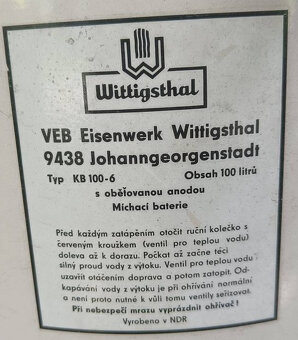 Wittigsthal
VEB Eisenwerk Wittigsthal
9438 Johanngeorgenstadt
Typ KB 100-6 Obsah 100 litrů
s obětovanou anodou
Míchací baterie
Před každým zatápěním otočit ruční kolečko s
červeným kroužkem (ventil pro teplou vodu)
doleva až k dorazu. Počkat až začne téci
silný proud vody z výtoku. Ventil pro teplou vodu
uzavřít otáčením doprava a potom zatopit. Od-
kapávání vody z výtoku je při ohřívání normální
a není proto nutné k vůli tomu ventily seřizovat.
Při nebezpečí mrazu vyprázdnit ohřívač !
Vyrobeno v NDR